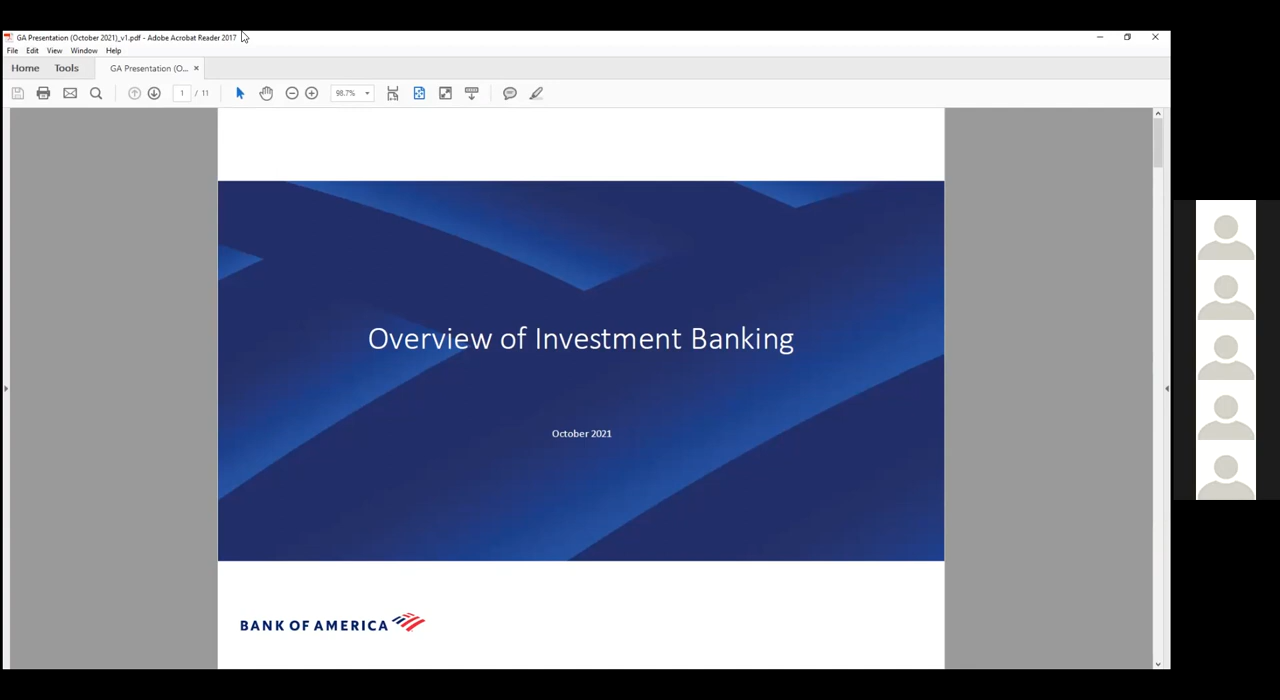 GA Presentation (October 2021)_v1.pdf - Adobe Acrobat Reader 2017
File Edit View Window Help
Home Tools GA Presentation (O... ×
1 / 11 98.7%
Overview of Investment Banking
October 2021
BANK OF AMERICA